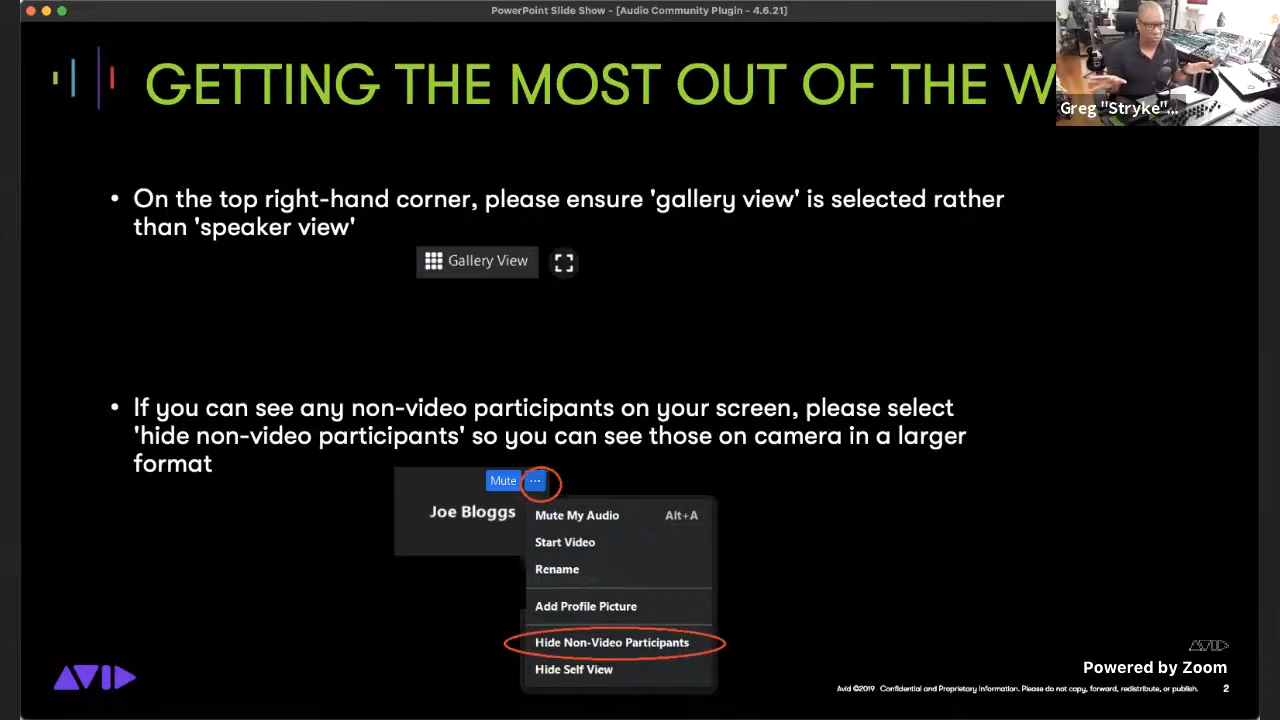 PowerPoint Slide Show - [Audio Community Plugin - 4.6.21]
GETTING THE MOST OUT OF THE W
Greg "Stryke"...
• On the top right-hand corner, please ensure 'gallery view' is selected rather
than 'speaker view'
Gallery View
• If you can see any non-video participants on your screen, please select
'hide non-video participants' so you can see those on camera in a larger
format
Mute ...
Joe Bloggs
Mute My Audio Alt+A
Start Video
Rename
Add Profile Picture
Hide Non-Video Participants
Hide Self View
AVID
Powered by Zoom
AVID
Avid ©2019 Confidential and Proprietary Information. Please do not copy, forward, redistribute, or publish. 2